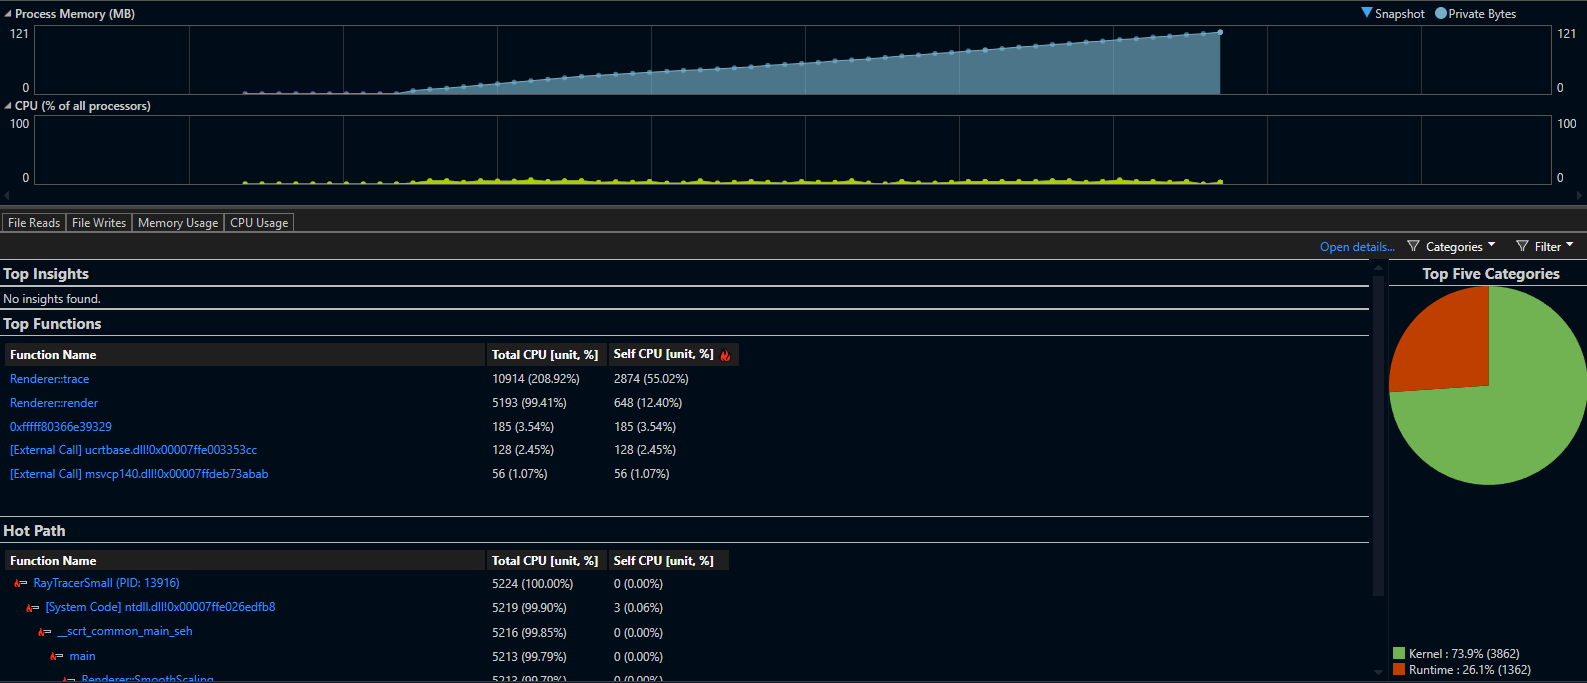 Process Memory (MB) Snapshot Private Bytes
121 121
0 0
CPU (% of all processors)
100 100
0 0
File Reads File Writes Memory Usage CPU Usage
Open details... Categories Filter
Top Insights
No insights found.
Top Functions
Function Name Total CPU [unit, %] Self CPU [unit, %]
Renderer::trace 10914 (208.92%) 2874 (55.02%)
Renderer::render 5193 (99.41%) 648 (12.40%)
0xfffff80366e39329 185 (3.54%) 185 (3.54%)
[External Call] ucrtbase.dll!0x00007ffe003353cc 128 (2.45%) 128 (2.45%)
[External Call] msvcp140.dll!0x00007ffdeb73abab 56 (1.07%) 56 (1.07%)
Hot Path
Function Name Total CPU [unit, %] Self CPU [unit, %]
RayTracerSmall (PID: 13916) 5224 (100.00%) 0 (0.00%)
[System Code] ntdll.dll!0x00007ffe026edfb8 5219 (99.90%) 3 (0.06%)
__scrt_common_main_seh 5216 (99.85%) 0 (0.00%)
main 5213 (99.79%) 0 (0.00%)
Renderer::SmoothScaling 5213 (99.79%) 0 (0.00%)
Top Five Categories
Kernel : 73.9% (3862)
Runtime : 26.1% (1362)